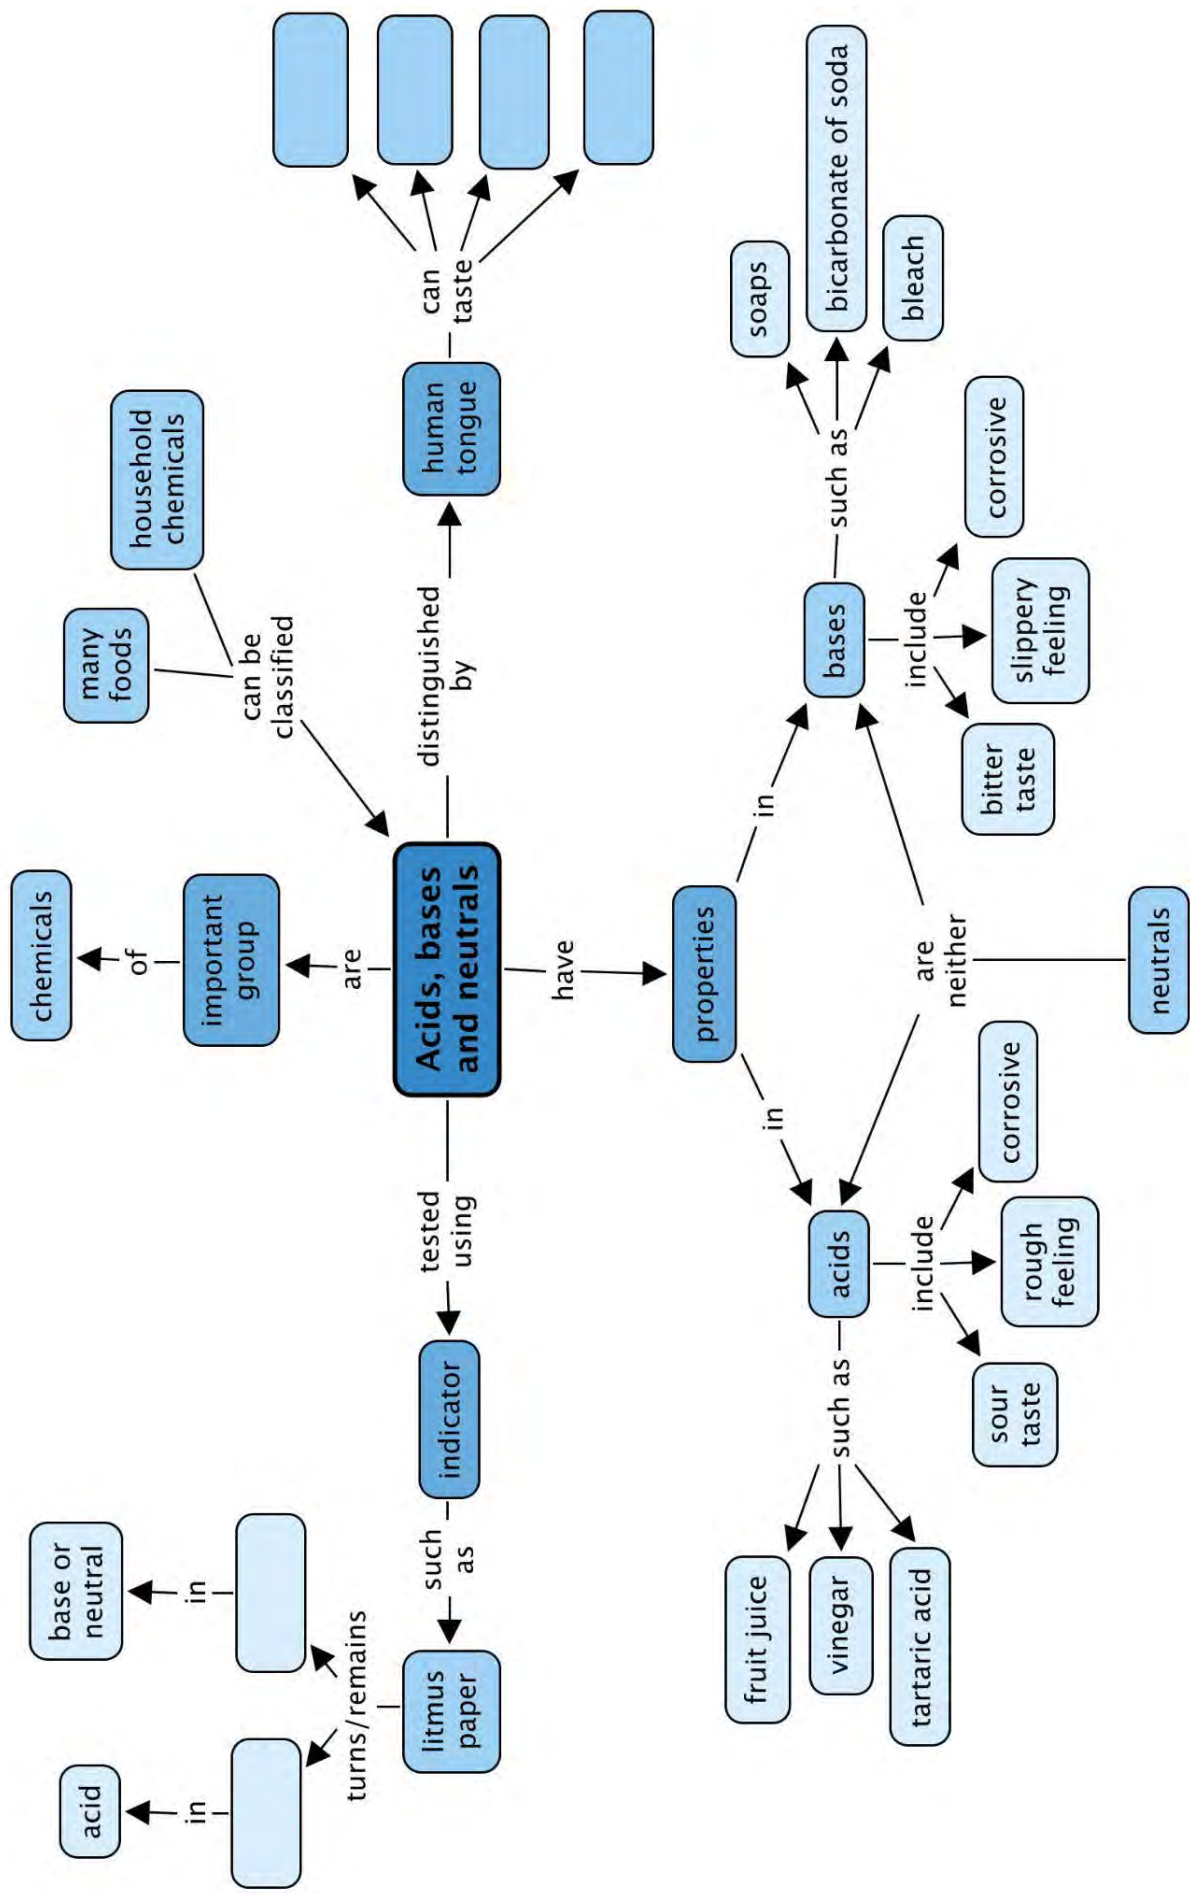 chemicals
of
important
group
are
many
foods
household
chemicals
can be
classified
Acids, bases
and neutrals
tested
using
indicator
such
as
litmus
paper
turns/remains
in
acid
in
base or
neutral
distinguished
by
human
tongue
can
taste
have
properties
in
in
acids
such as
fruit juice
vinegar
tartaric acid
include
sour
taste
rough
feeling
corrosive
bases
such as
soaps
bicarbonate of soda
bleach
include
bitter
taste
slippery
feeling
corrosive
are
neither
neutrals